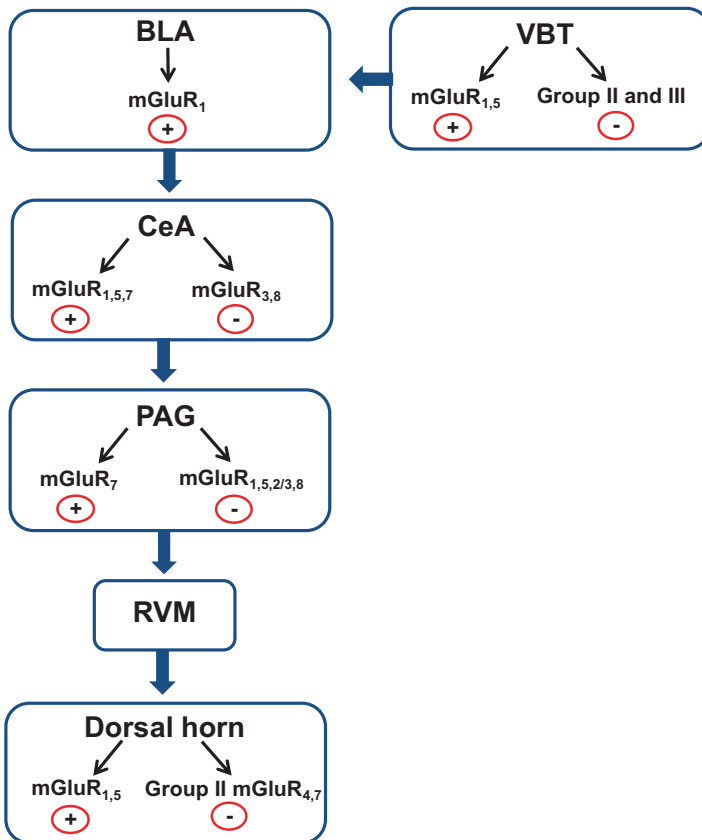 BLA
mGluR1
+
VBT
mGluR1,5 Group II and III
+ -
CeA
mGluR1,5,7 mGluR3,8
+ -
PAG
mGluR7 mGluR1,5,2/3,8
+ -
RVM
Dorsal horn
mGluR1,5 Group II mGluR4,7
+ -